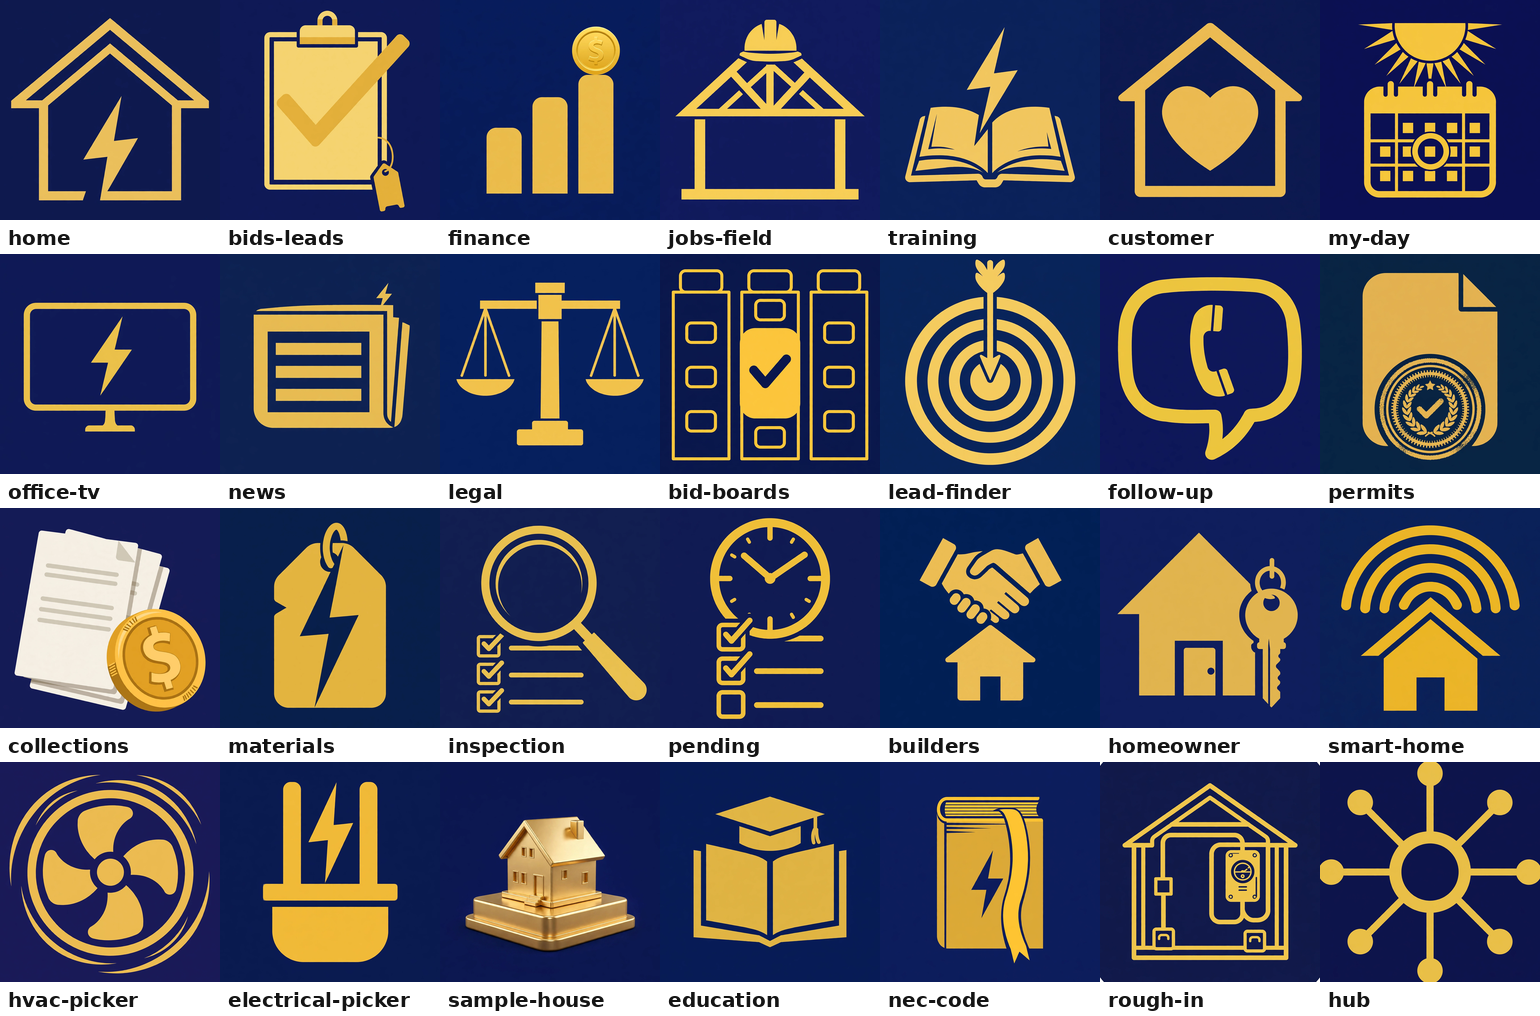 $
home bids-leads finance jobs-field training customer my-day
office-tv news legal bid-boards lead-finder follow-up permits
$
collections materials inspection pending builders homeowner smart-home
hvac-picker electrical-picker sample-house education nec-code rough-in hub